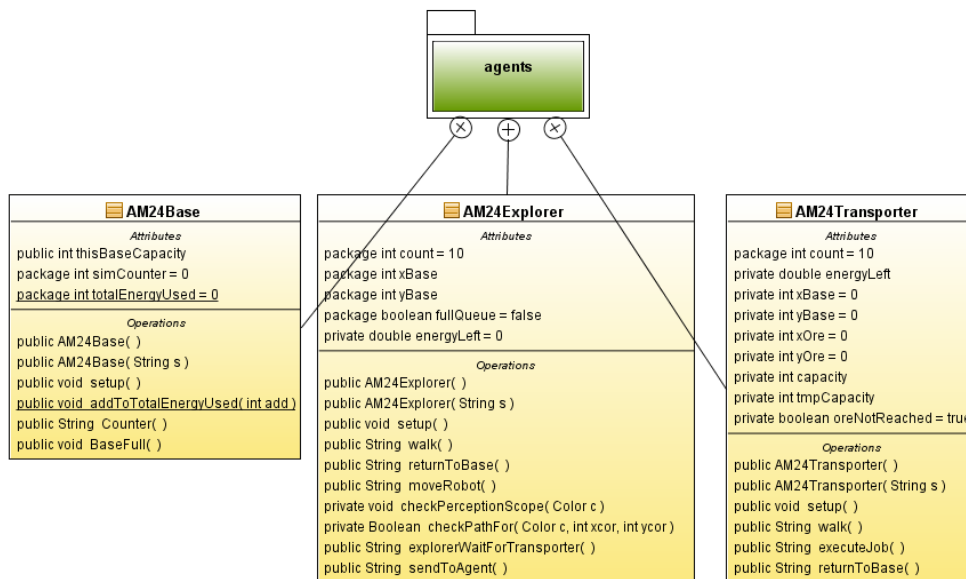 agents
AM24Base
Attributes
public int thisBaseCapacity
package int simCounter = 0
package int totalEnergyUsed = 0
Operations
public AM24Base( )
public AM24Base( String s )
public void setup( )
public void addToTotalEnergyUsed( int add )
public String Counter( )
public void BaseFull( )
AM24Explorer
Attributes
package int count = 10
package int xBase
package int yBase
package boolean fullQueue = false
private double energyLeft = 0
Operations
public AM24Explorer( )
public AM24Explorer( String s )
public void setup( )
public String walk( )
public String returnToBase( )
public String moveRobot( )
private void checkPerceptionScope( Color c )
private Boolean checkPathFor( Color c, int xcor, int ycor )
public String explorerWaitForTransporter( )
public String sendToAgent( )
AM24Transporter
Attributes
package int count = 10
private double energyLeft
private int xBase = 0
private int yBase = 0
private int xOre = 0
private int yOre = 0
private int capacity
private int tmpCapacity
private boolean oreNotReached = true
Operations
public AM24Transporter( )
public AM24Transporter( String s )
public void setup( )
public String walk( )
public String executeJob( )
public String returnToBase( )